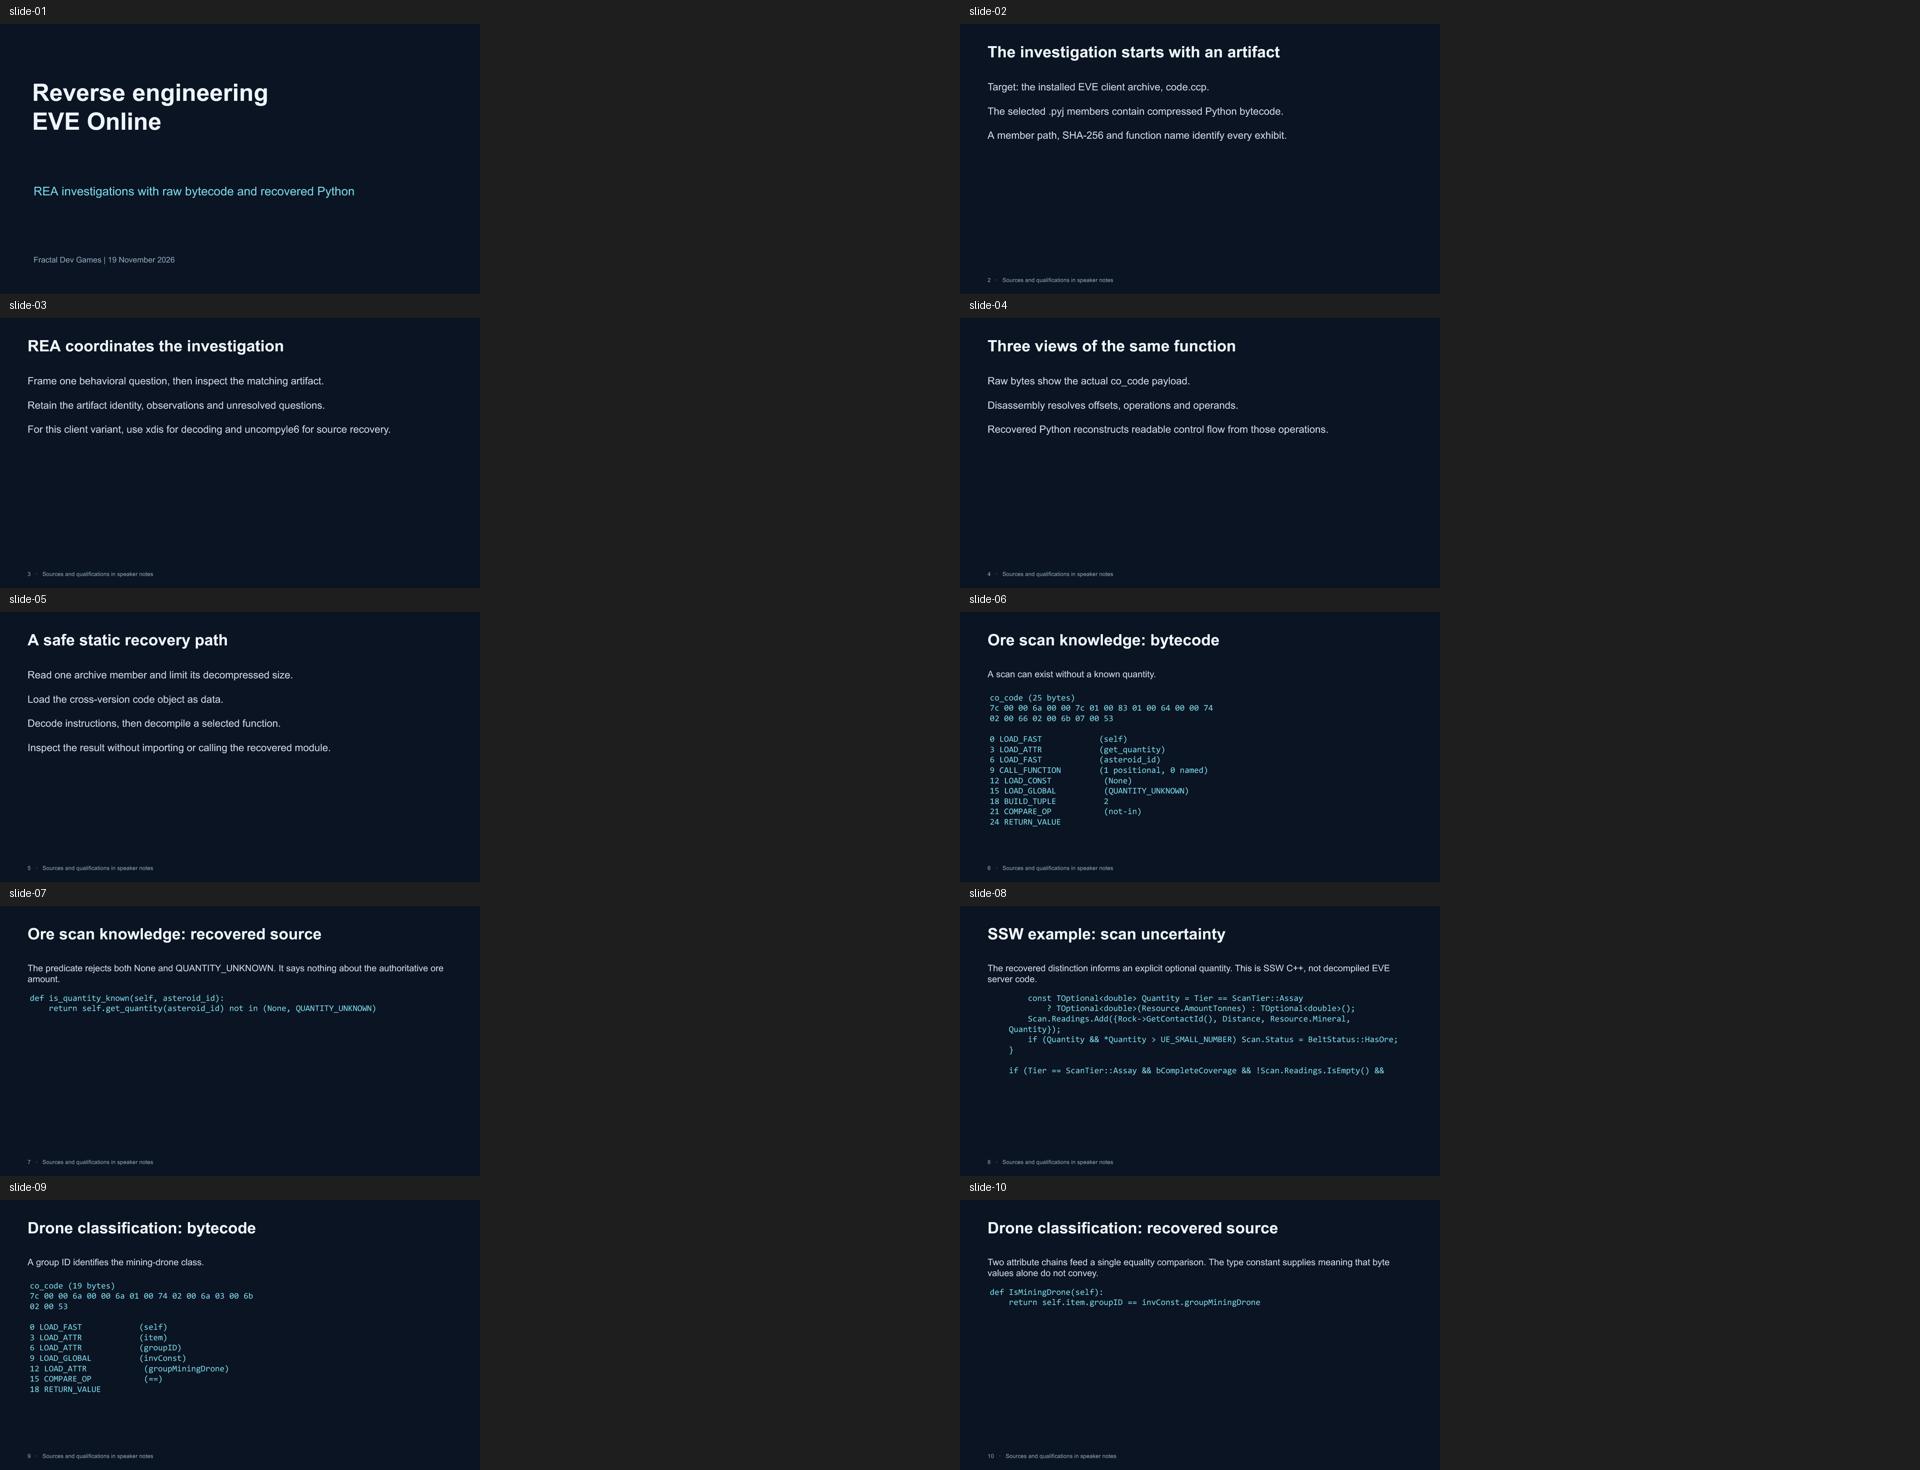 slide-01
Reverse engineering
EVE Online
REA investigations with raw bytecode and recovered Python
Fractal Dev Games | 19 November 2026
slide-02
The investigation starts with an artifact
Target: the installed EVE client archive, code.ccp.
The selected .pyj members contain compressed Python bytecode.
A member path, SHA-256 and function name identify every exhibit.
2 · Sources and qualifications in speaker notes
slide-03
REA coordinates the investigation
Frame one behavioral question, then inspect the matching artifact.
Retain the artifact identity, observations and unresolved questions.
For this client variant, use xdis for decoding and uncompyle6 for source recovery.
3 · Sources and qualifications in speaker notes
slide-04
Three views of the same function
Raw bytes show the actual co_code payload.
Disassembly resolves offsets, operations and operands.
Recovered Python reconstructs readable control flow from those operations.
4 · Sources and qualifications in speaker notes
slide-05
A safe static recovery path
Read one archive member and limit its decompressed size.
Load the cross-version code object as data.
Decode instructions, then decompile a selected function.
Inspect the result without importing or calling the recovered module.
5 · Sources and qualifications in speaker notes
slide-06
Ore scan knowledge: bytecode
A scan can exist without a known quantity.
co_code (25 bytes)
7c 00 00 6a 00 00 7c 01 00 83 01 00 64 00 00 74
02 00 66 02 00 6b 07 00 53
0 LOAD_FAST (self)
3 LOAD_ATTR (get_quantity)
6 LOAD_FAST (asteroid_id)
9 CALL_FUNCTION (1 positional, 0 named)
12 LOAD_CONST (None)
15 LOAD_GLOBAL (QUANTITY_UNKNOWN)
18 BUILD_TUPLE 2
21 COMPARE_OP (not-in)
24 RETURN_VALUE
6 · Sources and qualifications in speaker notes
slide-07
Ore scan knowledge: recovered source
The predicate rejects both None and QUANTITY_UNKNOWN. It says nothing about the authoritative ore
amount.
def is_quantity_known(self, asteroid_id):
return self.get_quantity(asteroid_id) not in (None, QUANTITY_UNKNOWN)
7 · Sources and qualifications in speaker notes
slide-08
SSW example: scan uncertainty
The recovered distinction informs an explicit optional quantity. This is SSW C++, not decompiled EVE
server code.
const TOptional<double> Quantity = Tier == ScanTier::Assay
? TOptional<double>(Resource.AmountTonnes) : TOptional<double>();
Scan.Readings.Add({Rock->GetContactId(), Distance, Resource.Mineral,
Quantity});
if (Quantity && *Quantity > UE_SMALL_NUMBER) Scan.Status = BeltStatus::HasOre;
}
if (Tier == ScanTier::Assay && bCompleteCoverage && !Scan.Readings.IsEmpty() &&
8 · Sources and qualifications in speaker notes
slide-09
Drone classification: bytecode
A group ID identifies the mining-drone class.
co_code (19 bytes)
7c 00 00 6a 00 00 6a 01 00 74 02 00 6a 03 00 6b
02 00 53
0 LOAD_FAST (self)
3 LOAD_ATTR (item)
6 LOAD_ATTR (groupID)
9 LOAD_GLOBAL (invConst)
12 LOAD_ATTR (groupMiningDrone)
15 COMPARE_OP (==)
18 RETURN_VALUE
9 · Sources and qualifications in speaker notes
slide-10
Drone classification: recovered source
Two attribute chains feed a single equality comparison. The type constant supplies meaning that byte
values alone do not convey.
def IsMiningDrone(self):
return self.item.groupID == invConst.groupMiningDrone
10 · Sources and qualifications in speaker notes